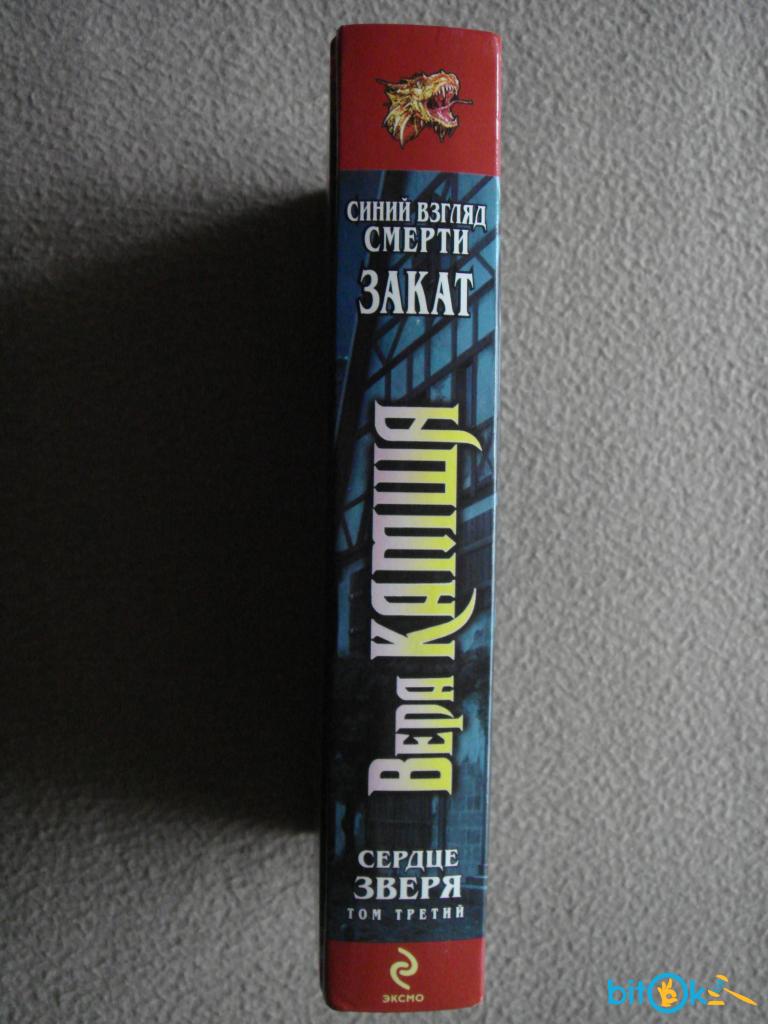 СИНИЙ ВЗГЛЯД
СМЕРТИ
ЗАКАТ
ВЕРА КАМША
СЕРДЦЕ
ЗВЕРЯ
ТОМ ТРЕТИЙ
ЭКСМО
bitok